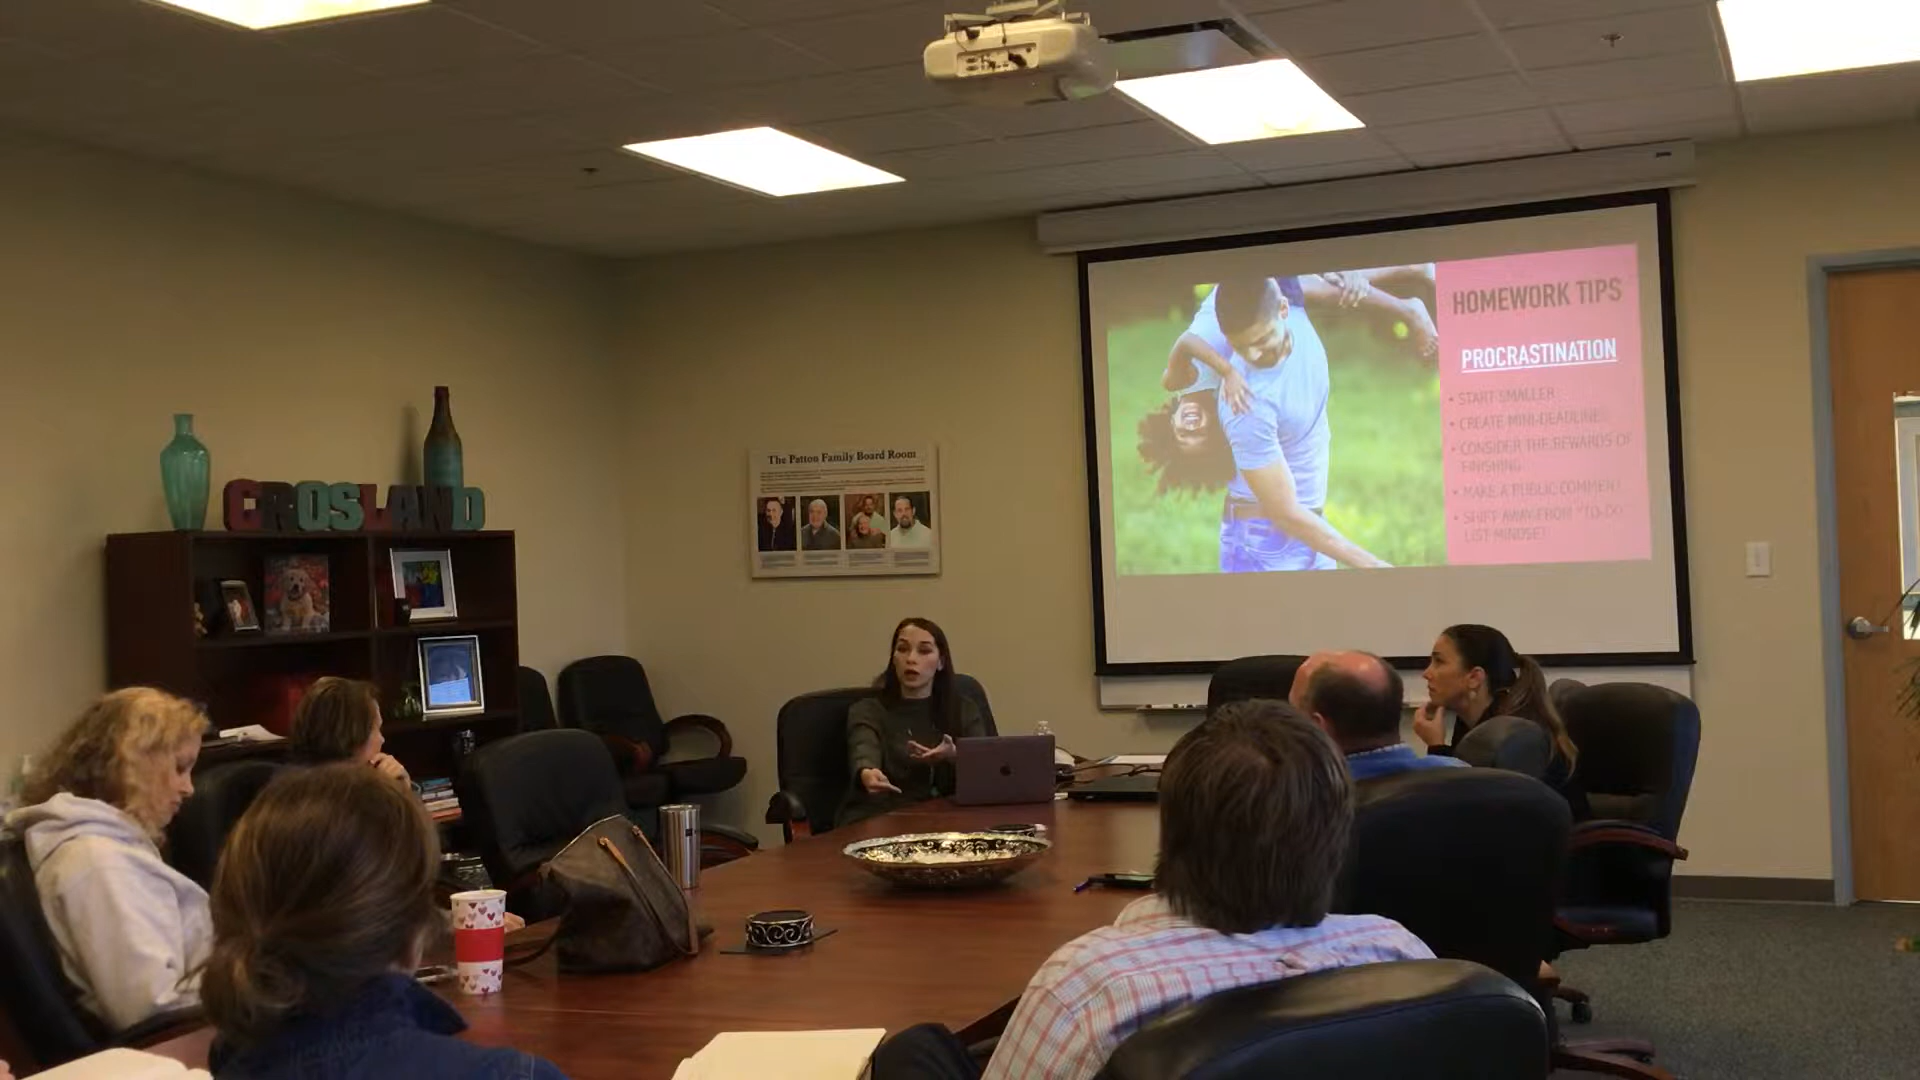 HOMEWORK TIPS
PROCRASTINATION
• START SMALLER
• CREATE MINI-DEADLINES
• CONSIDER THE REWARDS OF
FINISHING
• MAKE A PUBLIC COMMENT
• SHIFT AWAY FROM "TO-DO
LIST MINDSET
The Patton Family Board Room
CROSLAND